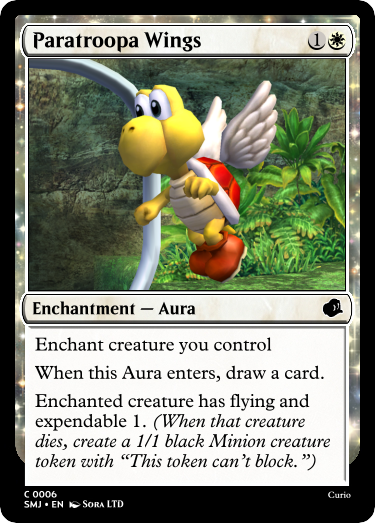 Paratroopa Wings 1
Enchantment — Aura
Enchant creature you control
When this Aura enters, draw a card.
Enchanted creature has flying and
expendable 1. (When that creature
dies, create a 1/1 black Minion creature
token with “This token can’t block.”)
C 0006
Curio
SMJ • EN SORA LTD